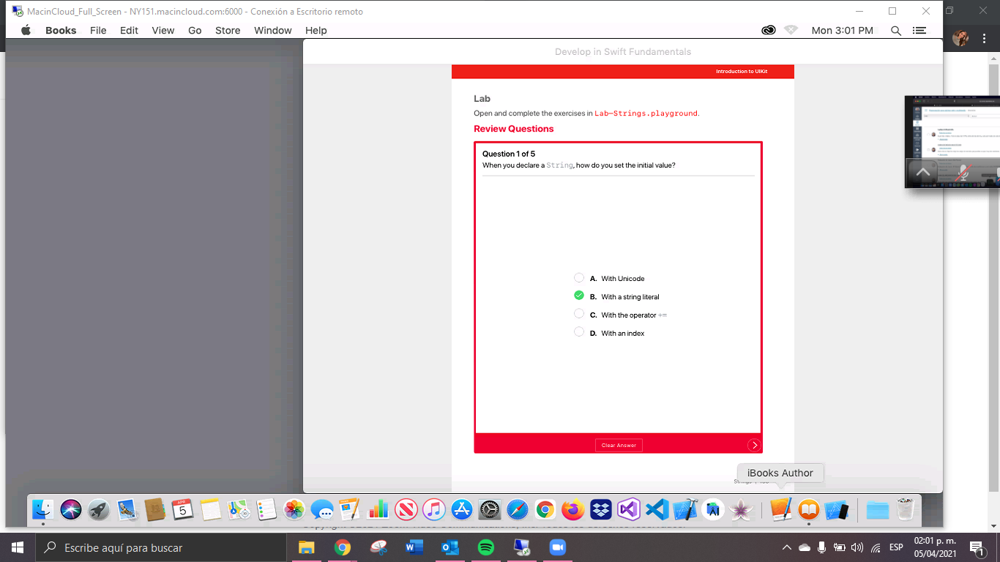 MacinCloud_Full_Screen - NY151.macincloud.com:6000 - Conexión a Escritorio remoto
Books File Edit View Go Store Window Help
Mon 3:01 PM
Develop in Swift Fundamentals
Introduction to UIKit
Lab
Open and complete the exercises in Lab—Strings.playground.
Review Questions
Question 1 of 5
When you declare a String, how do you set the initial value?
A. With Unicode
B. With a string literal
C. With the operator +=
D. With an index
Clear Answer
iBooks Author
APR
5
Escribe aquí para buscar
ESP
02:01 p. m.
05/04/2021
1